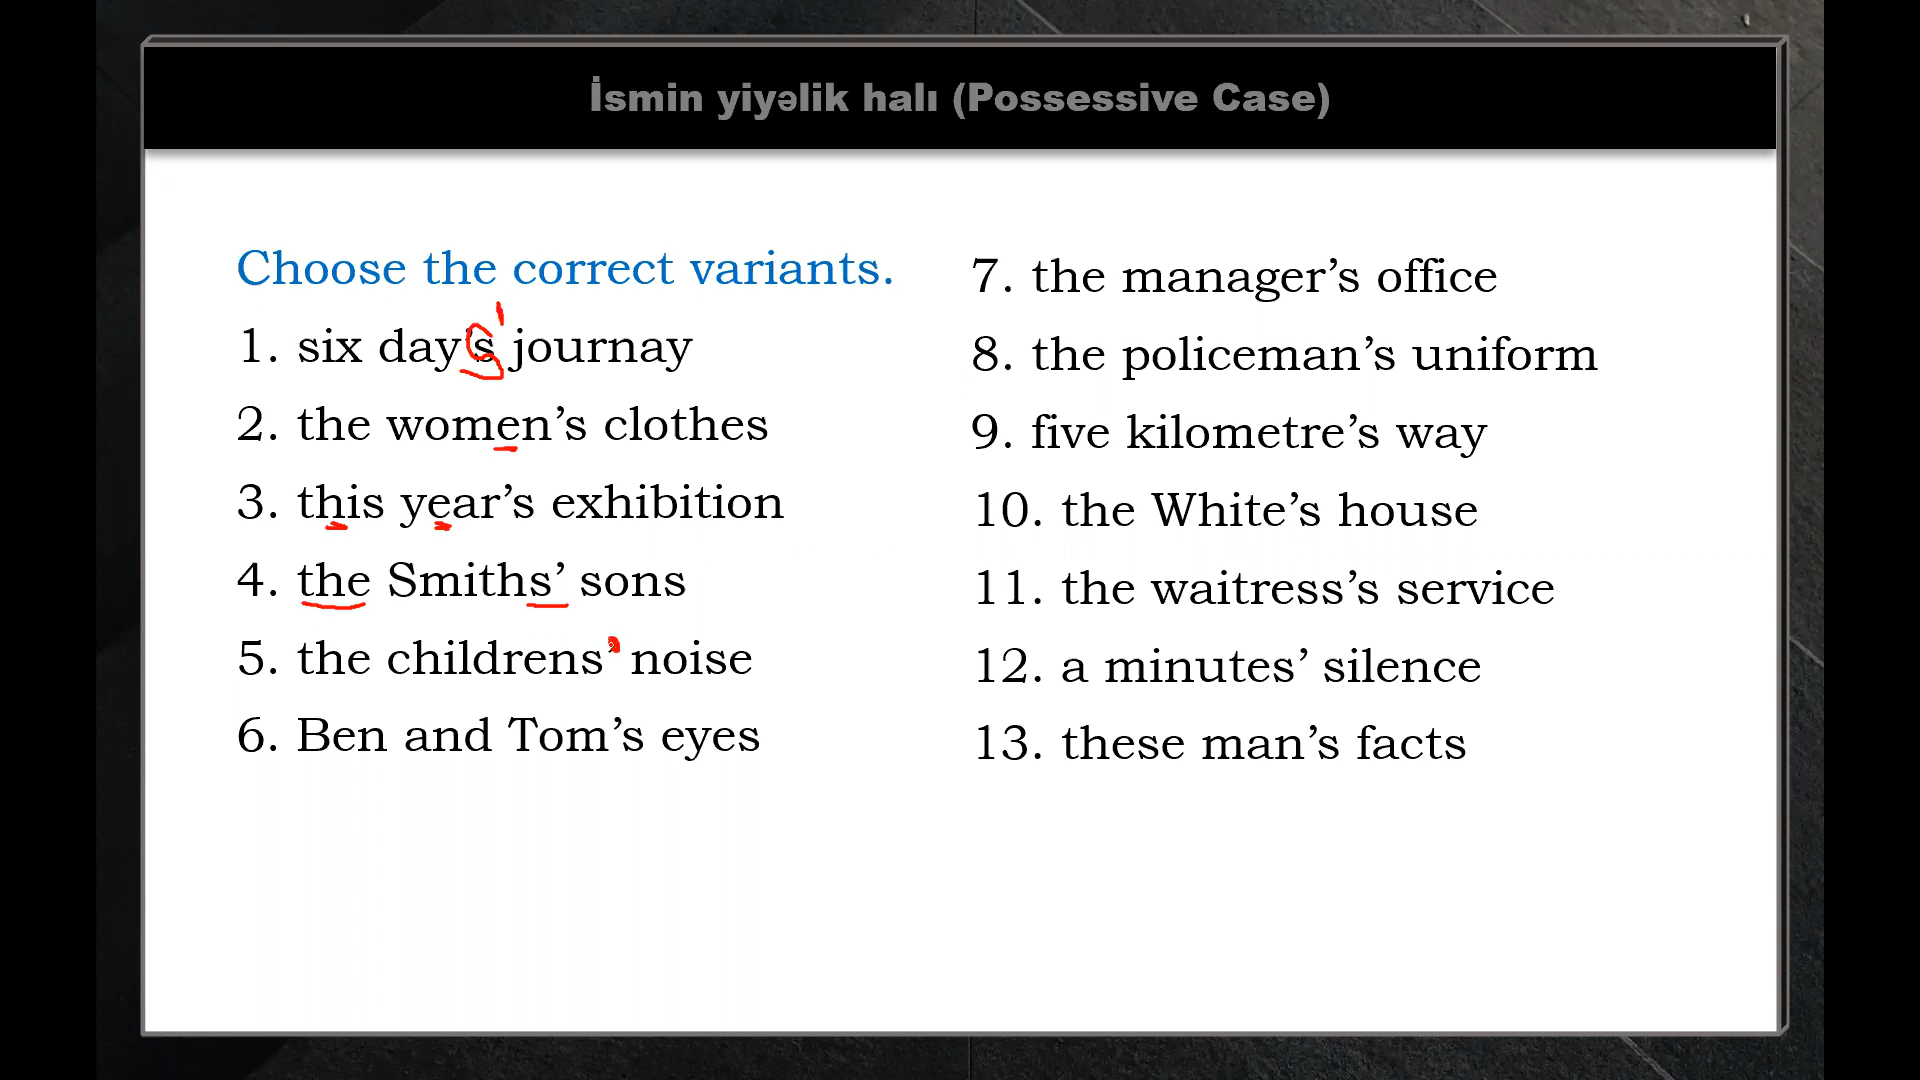 İsmin yiyəlik halı (Possessive Case)
Choose the correct variants.
1. six day’s journay
2. the women’s clothes
3. this year’s exhibition
4. the Smiths’ sons
5. the childrens’ noise
6. Ben and Tom’s eyes
7. the manager’s office
8. the policeman’s uniform
9. five kilometre’s way
10. the White’s house
11. the waitress’s service
12. a minutes’ silence
13. these man’s facts